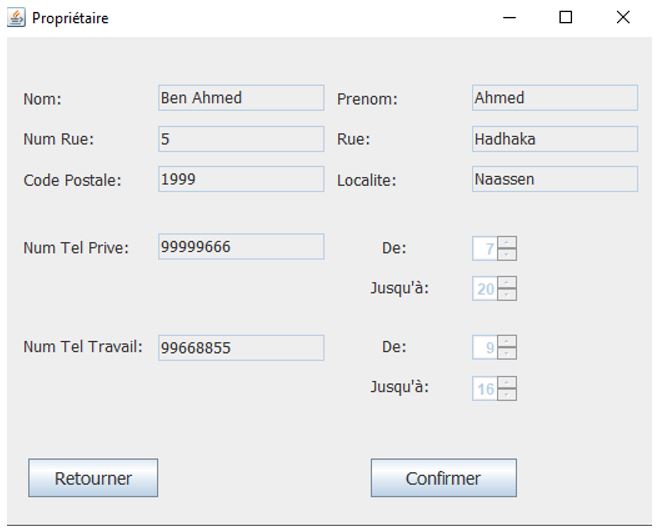 Propriétaire
Nom: Ben Ahmed Prenom: Ahmed
Num Rue: 5 Rue: Hadhaka
Code Postale: 1999 Localite: Naassen
Num Tel Prive: 99999666 De: 7
Jusqu'à: 20
Num Tel Travail: 99668855 De: 9
Jusqu'à: 16
Retourner Confirmer